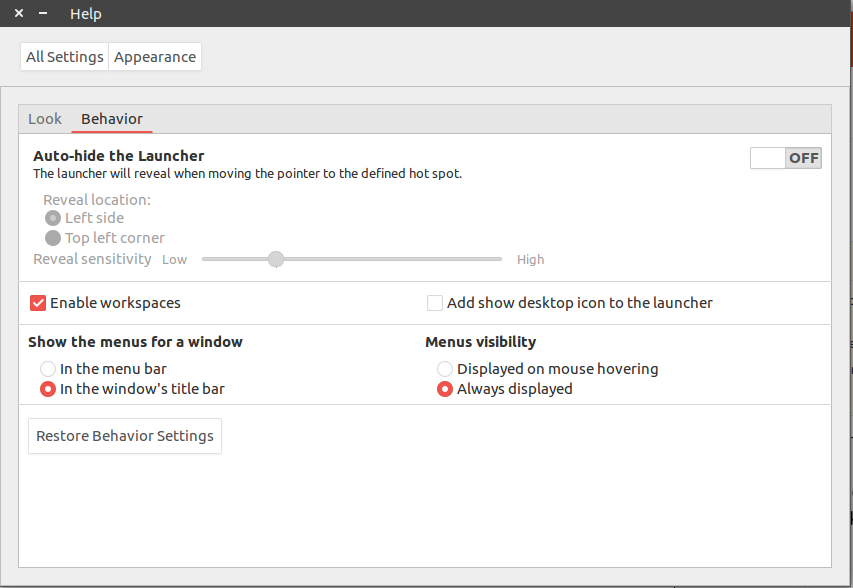 Help
All Settings Appearance
Look Behavior
Auto-hide the Launcher
OFF
The launcher will reveal when moving the pointer to the defined hot spot.
Reveal location:
Left side
Top left corner
Reveal sensitivity Low High
Enable workspaces Add show desktop icon to the launcher
Show the menus for a window Menus visibility
In the menu bar Displayed on mouse hovering
In the window's title bar Always displayed
Restore Behavior Settings